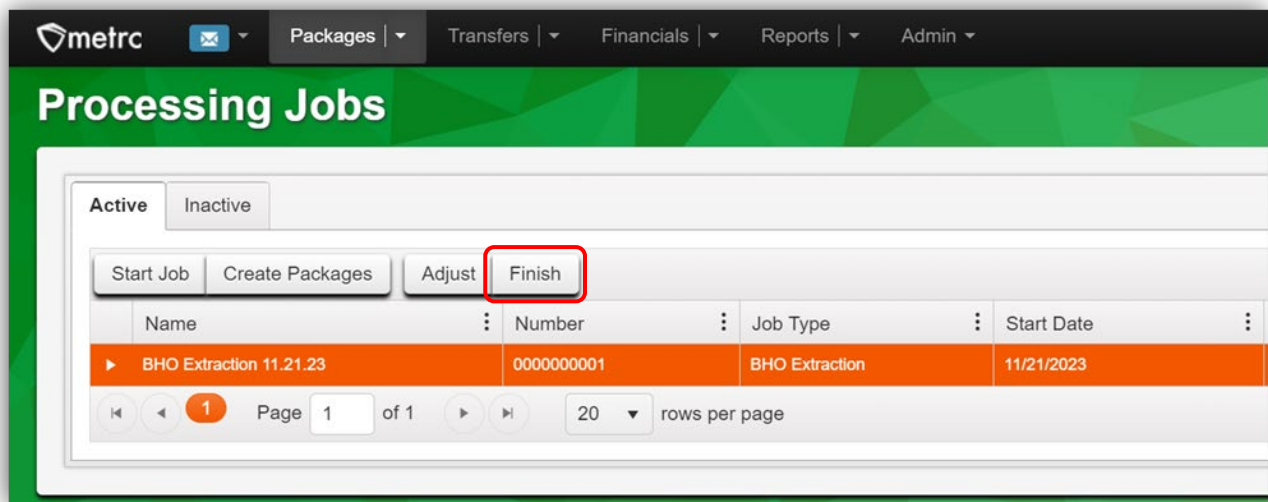 metrc Packages Transfers Financials Reports Admin
Processing Jobs
Active Inactive
Start Job Create Packages Adjust Finish
Name Number Job Type Start Date
BHO Extraction 11.21.23 0000000001 BHO Extraction 11/21/2023
1 Page 1 of 1 20 rows per page